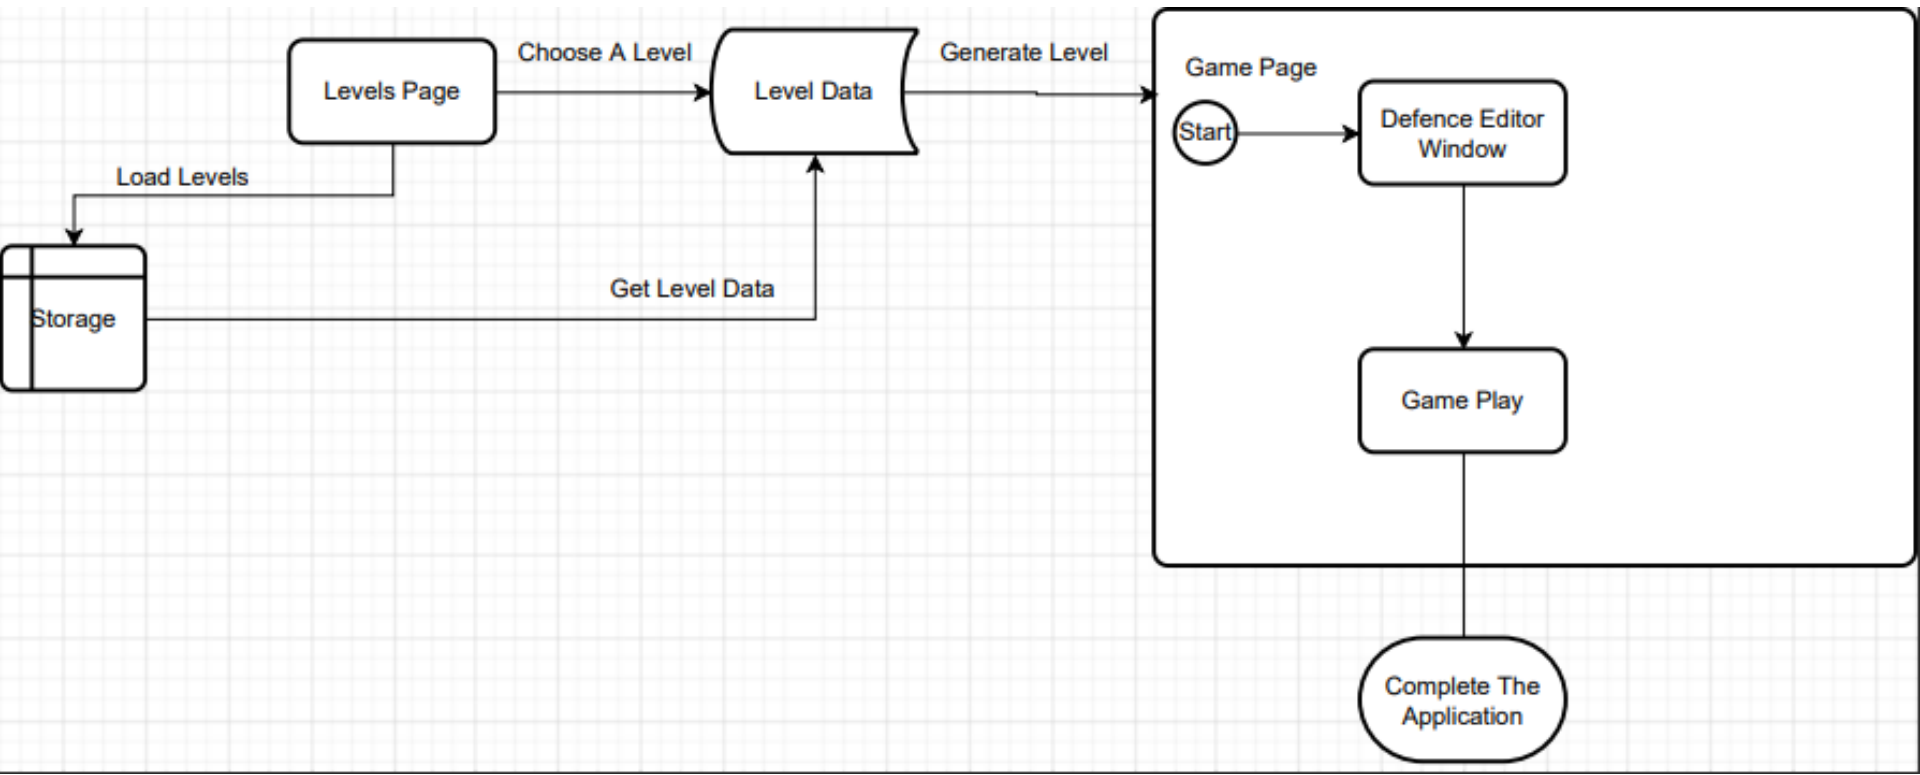 Levels Page
Choose A Level
Level Data
Generate Level
Game Page
Start
Defence Editor
Window
Load Levels
Storage
Get Level Data
Game Play
Complete The
Application